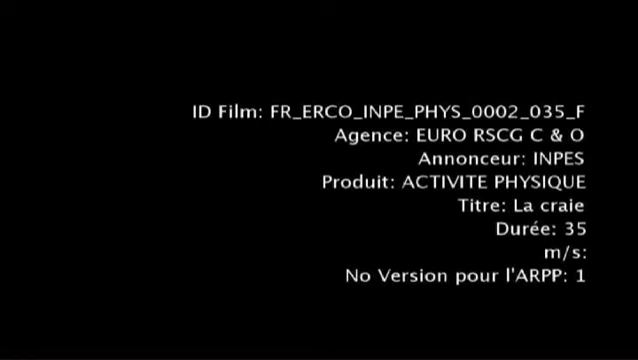 ID Film: FR_ERCO_INPE_PHYS_0002_035_F
Agence: EURO RSCG C & O
Annonceur: INPES
Produit: ACTIVITE PHYSIQUE
Titre: La craie
Durée: 35
m/s:
No Version pour l'ARPP: 1